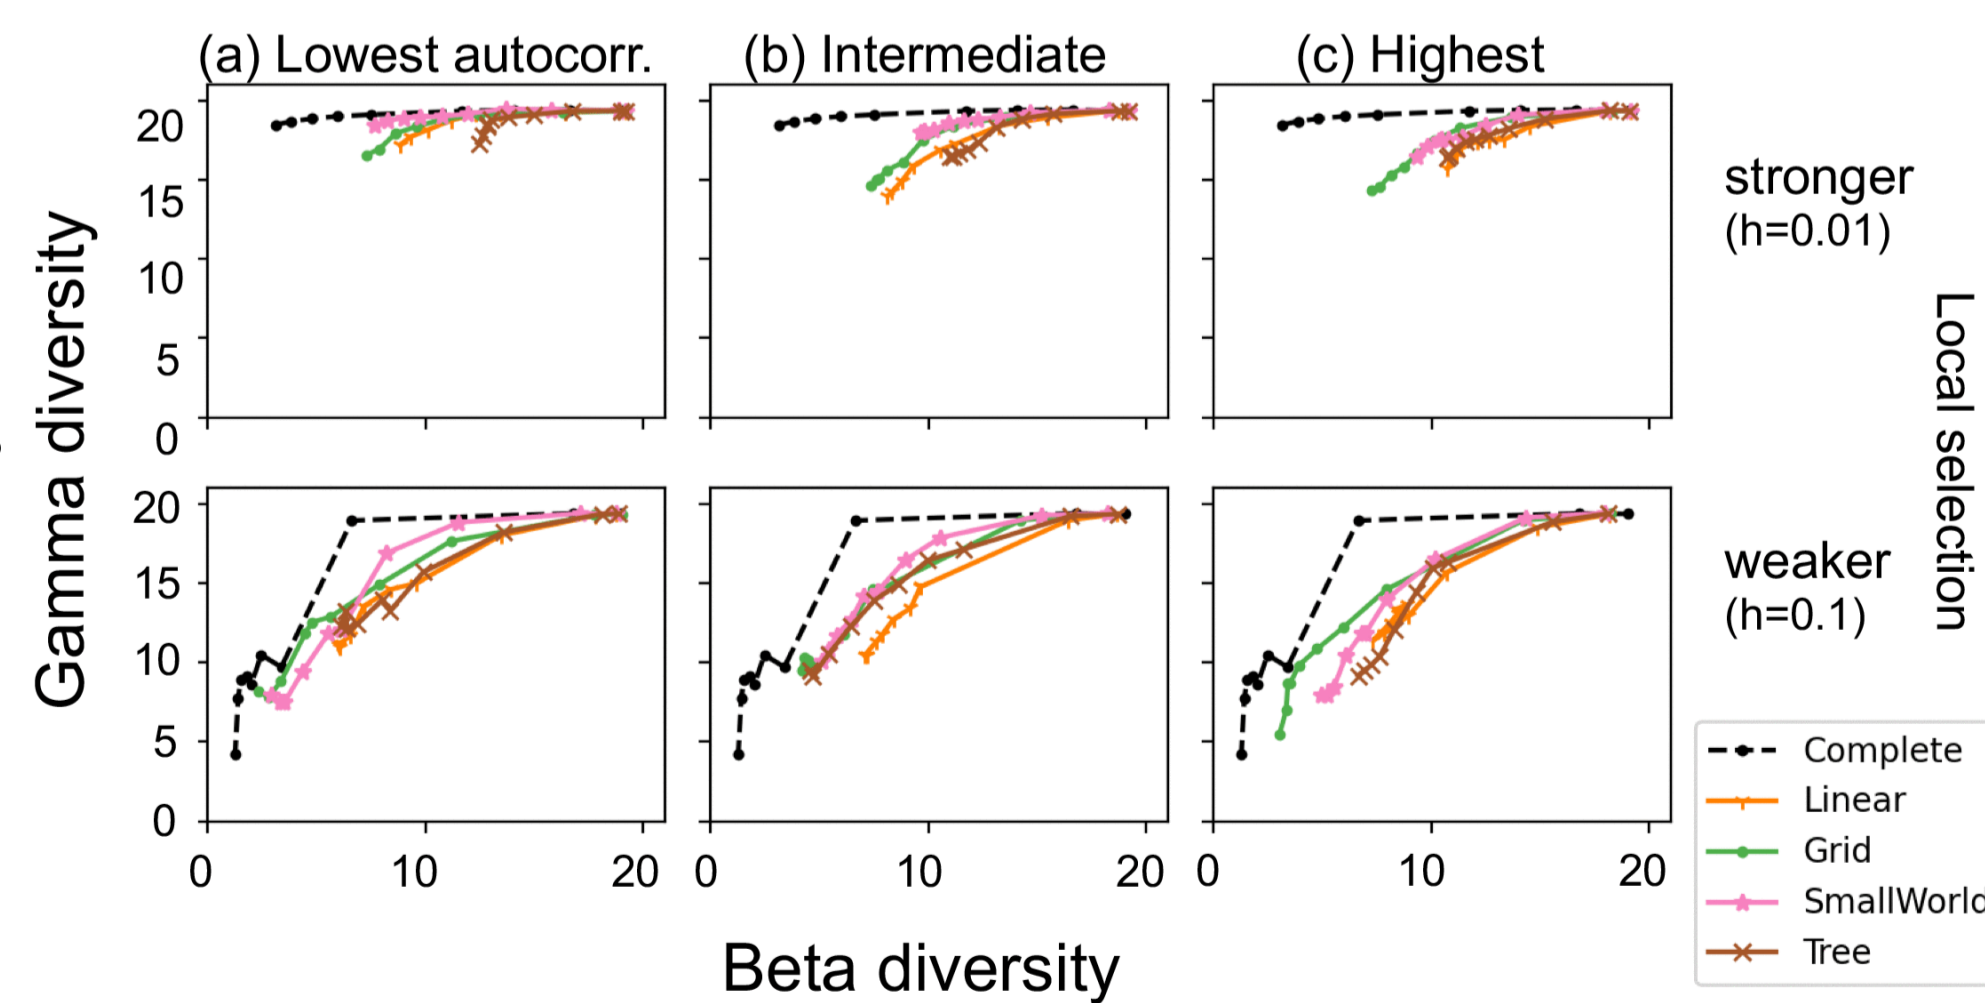 (a) Lowest autocorr.
(b) Intermediate
(c) Highest
20
15
10
5
0
stronger
(h=0.01)
Gamma diversity
Local selection
20
15
10
5
0
weaker
(h=0.1)
0 10 20
0 10 20
0 10 20
Beta diversity
Complete
Linear
Grid
SmallWorld
Tree